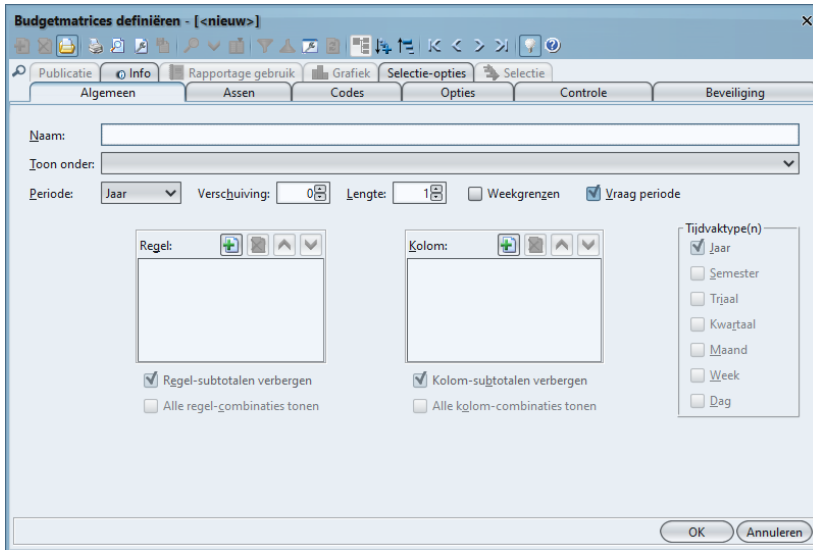 Budgetmatrices definiëren - [<nieuw>]
Publicatie Info Rapportage gebruik Grafiek Selectie-opties Selectie
Algemeen Assen Codes Opties Controle Beveiliging
Naam:
Toon onder:
Periode: Jaar Verschuiving: 0 Lengte: 1 Weekgrenzen Vraag periode
Regel: Kolom: Tijdvaktype(n)
Jaar
Semester
Trjaal
Kwartaal
Maand
Week
Dag
Regel-subtotalen verbergen Kolom-subtotalen verbergen
Alle regel-combinaties tonen Alle kolom-combinaties tonen
OK Annuleren